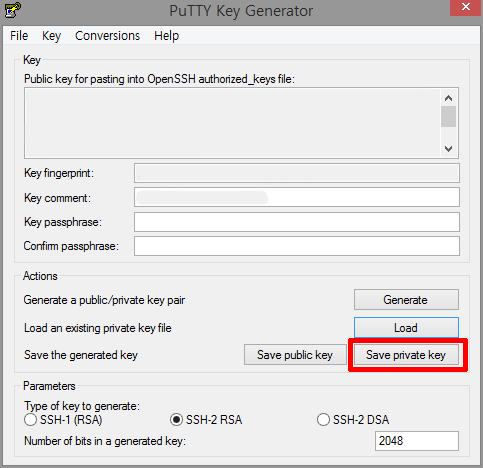 PuTTY Key Generator
File Key Conversions Help
Key
Public key for pasting into OpenSSH authorized_keys file:
Key fingerprint:
Key comment:
Key passphrase:
Confirm passphrase:
Actions
Generate a public/private key pair
Generate
Load an existing private key file
Load
Save the generated key
Save public key
Save private key
Parameters
Type of key to generate:
SSH-1 (RSA) SSH-2 RSA SSH-2 DSA
Number of bits in a generated key:
2048